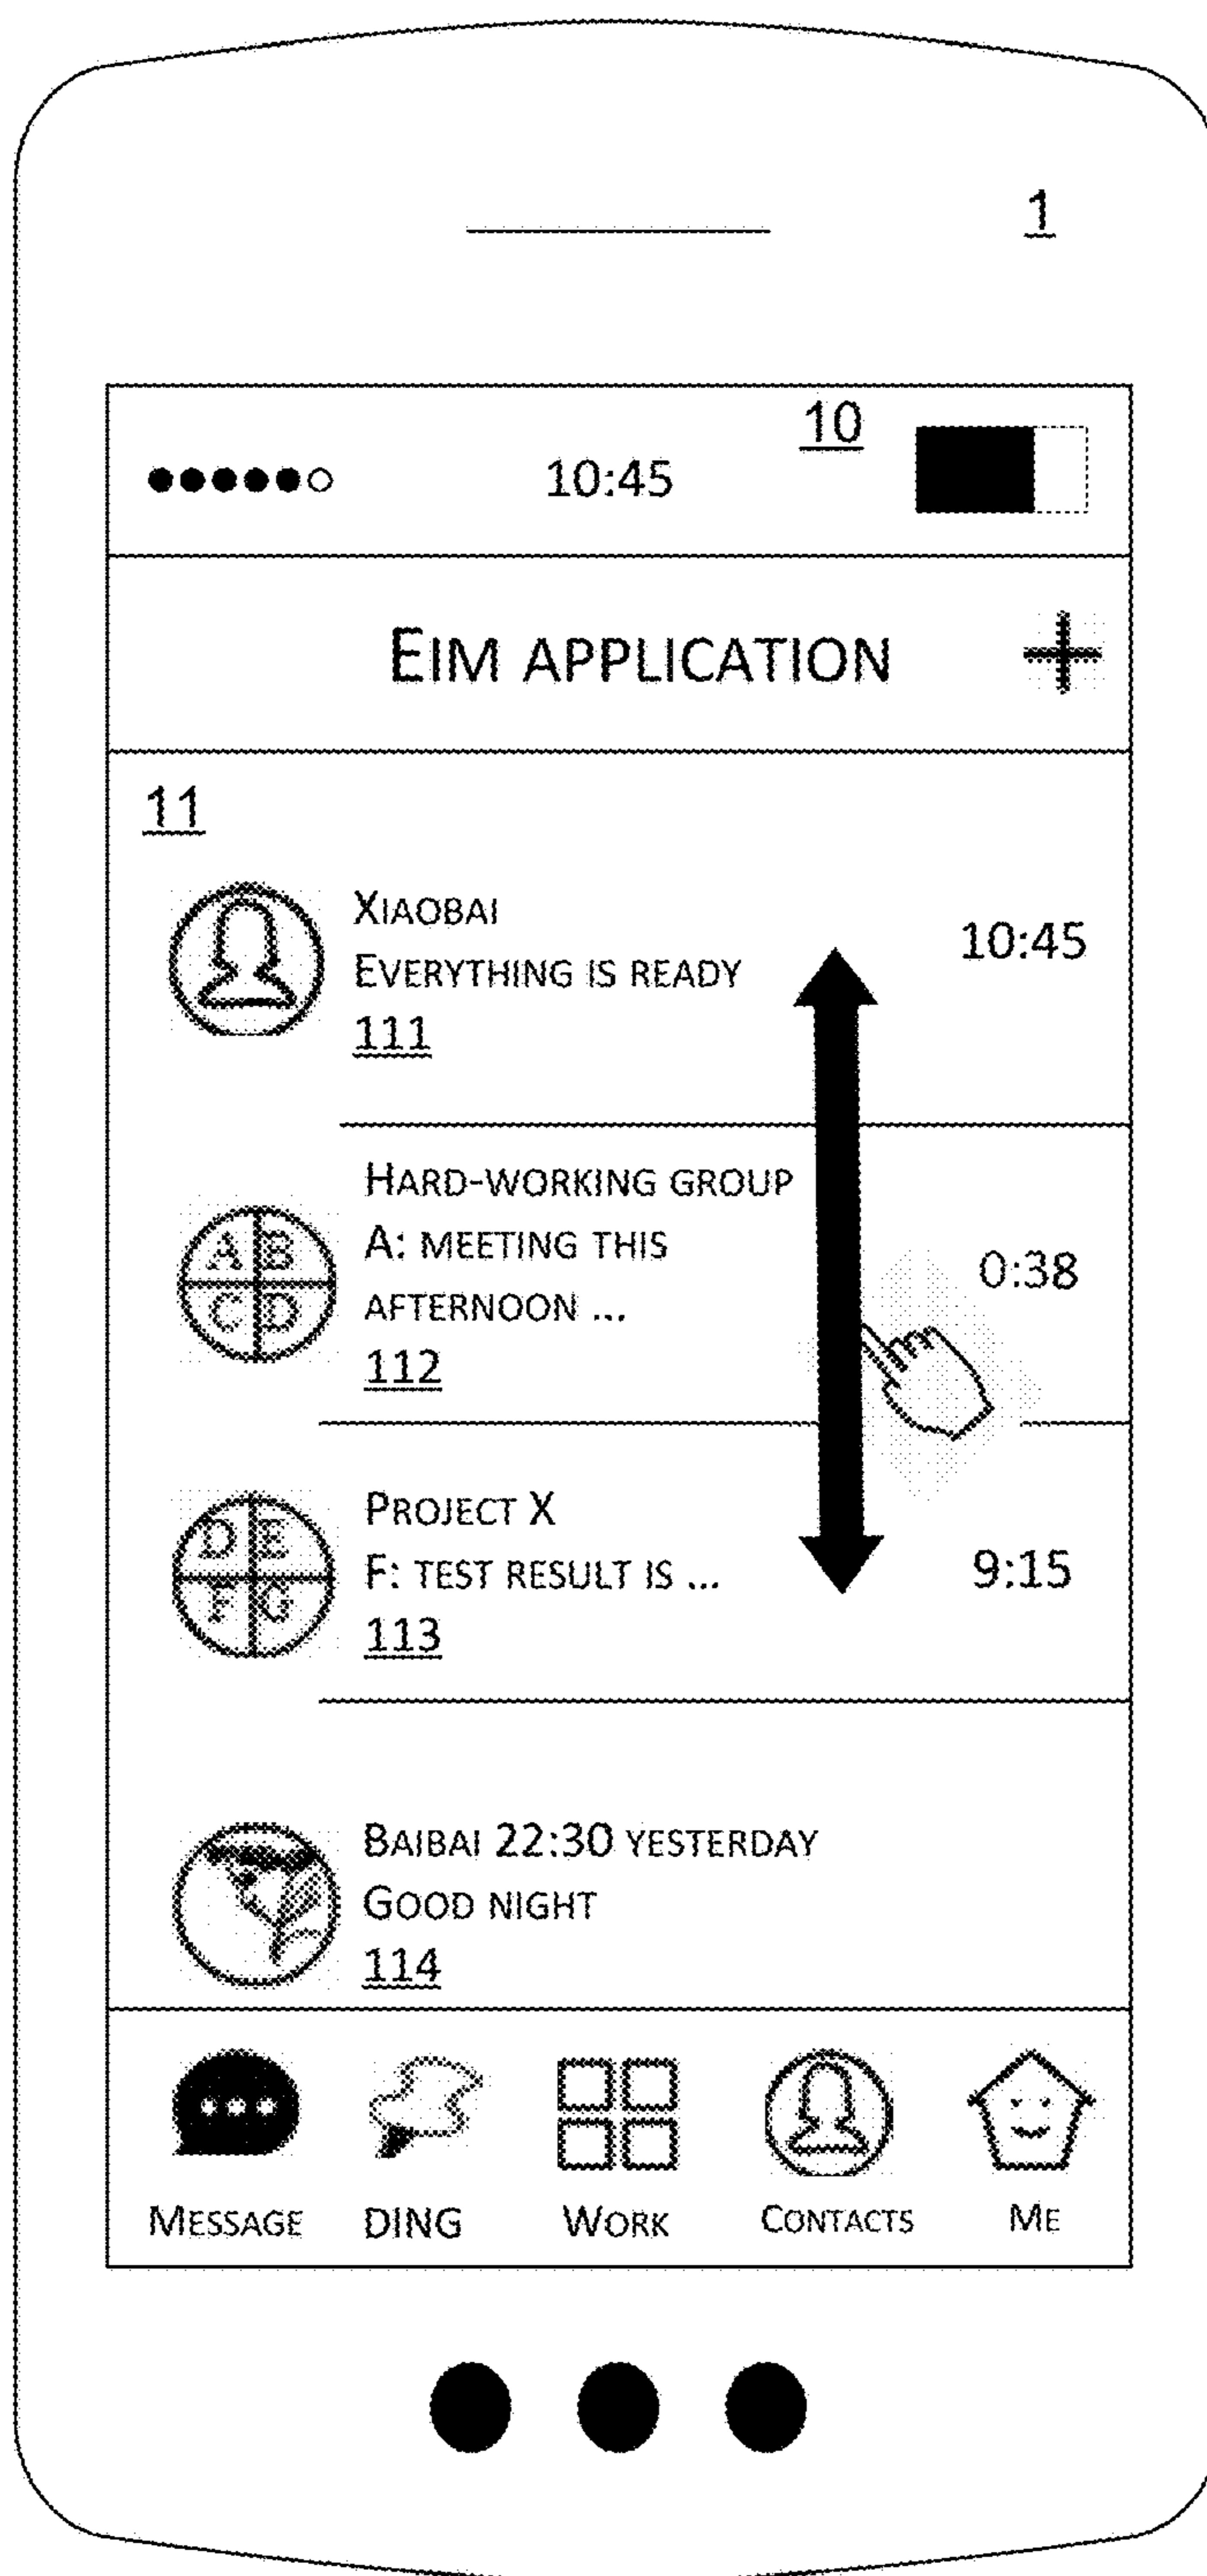 1
10
10:45
EIM APPLICATION
11
XIAOBAI
EVERYTHING IS READY
10:45
111
HARD-WORKING GROUP
A: MEETING THIS
AFTERNOON ...
0:38
112
A B
C D
PROJECT X
F: TEST RESULT IS ...
9:15
113
D E
F G
BAIBAI 22:30 YESTERDAY
GOOD NIGHT
114
MESSAGE DING WORK CONTACTS ME